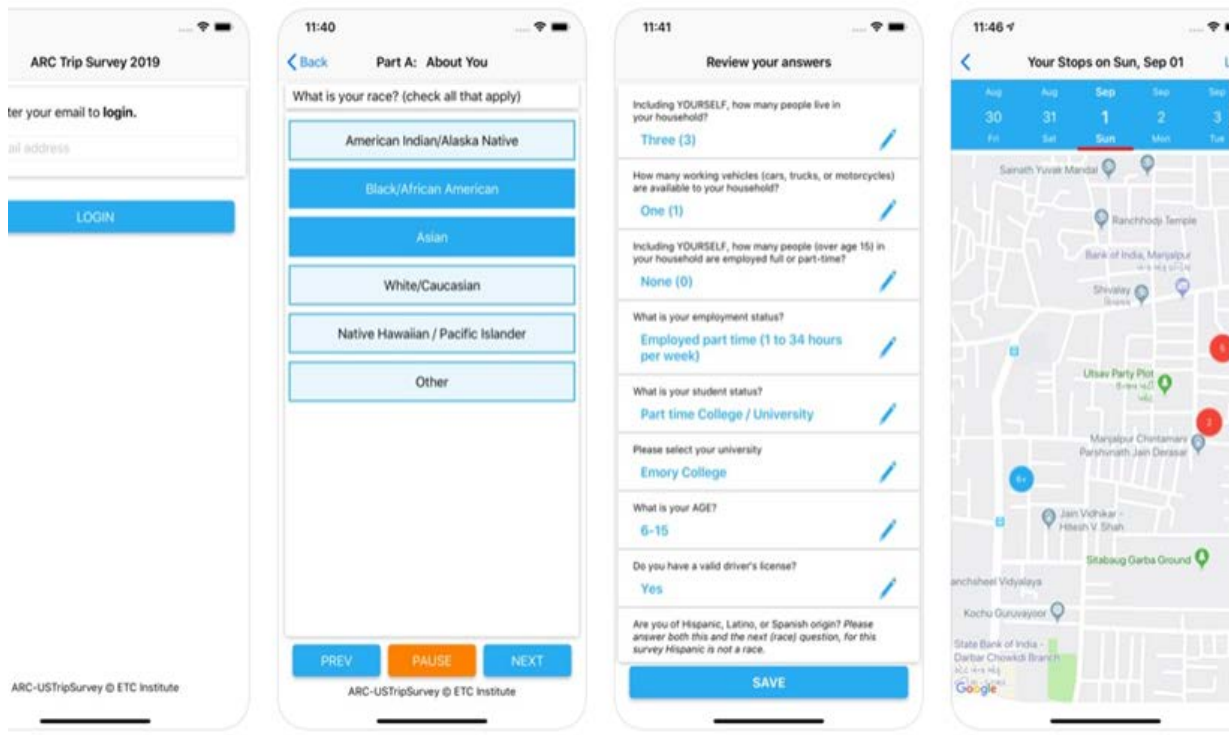 ARC Trip Survey 2019
ter your email to login.
ail address
LOGIN
ARC-USTripSurvey © ETC Institute
11:40
Back
Part A: About You
What is your race? (check all that apply)
American Indian/Alaska Native
Black/African American
Asian
White/Caucasian
Native Hawaiian / Pacific Islander
Other
PREV
PAUSE
NEXT
ARC-USTripSurvey © ETC Institute
11:41
Review your answers
Including YOURSELF, how many people live in
your household?
Three (3)
How many working vehicles (cars, trucks, or motorcycles)
are available to your household?
One (1)
Including YOURSELF, how many people (over age 15) in
your household are employed full or part-time?
None (0)
What is your employment status?
Employed part time (1 to 34 hours
per week)
What is your student status?
Part time College / University
Please select your university
Emory College
What is your AGE?
6-15
Do you have a valid driver's license?
Yes
Are you of Hispanic, Latino, or Spanish origin? Please
answer both this and the next (race) question, for this
survey Hispanic is not a race.
SAVE
11:46
Your Stops on Sun, Sep 01
Aug Aug Sep Sep Sep
30 31 1 2 3
Fri Sat Sun Mon Tue
Sainath Yuvak Mandal
Ranchhodji Temple
Bank of India, Manjalpur
Shivalay
Utsav Party Plot
2
Manjalpur Chintamani
Parshvnath Jain Derasar
6+
Jain Vidhikar -
Hitesh V. Shah
Sitabaug Garba Ground
anchsheel Vidyalaya
Kochu Guruvayoor
State Bank of India -
Darbar Chowkdi Branch
Google